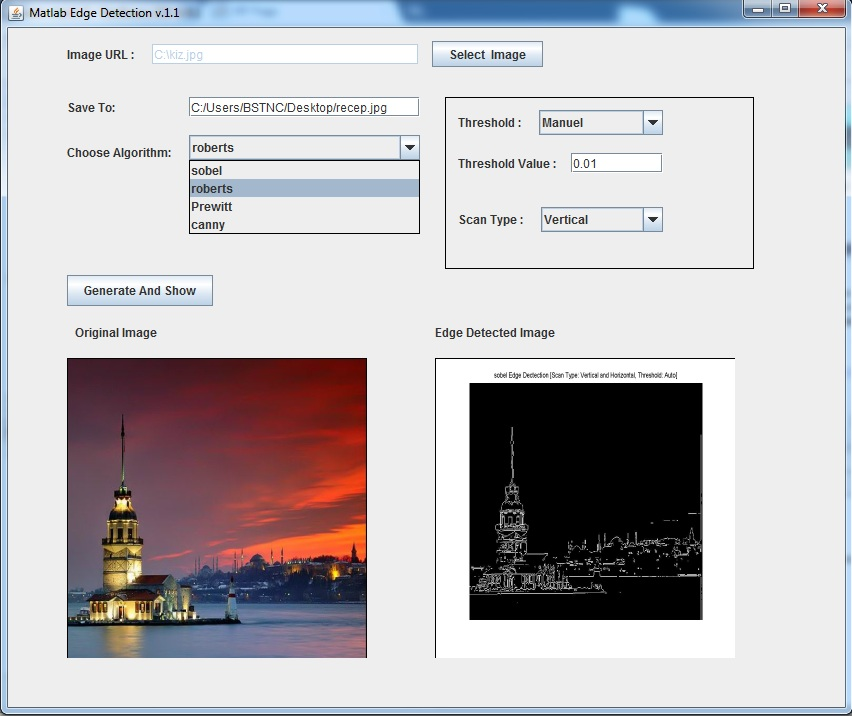 Matlab Edge Detection v.1.1
Image URL :
C:\kiz.jpg
Select Image
Save To:
C:/Users/BSTNC/Desktop/recep.jpg
Choose Algorithm:
roberts
sobel
roberts
Prewitt
canny
Threshold :
Manuel
Threshold Value :
0.01
Scan Type :
Vertical
Generate And Show
Original Image
Edge Detected Image
sobel Edge Dectection [Scan Type: Vertical and Horizontal, Threshold: Auto]